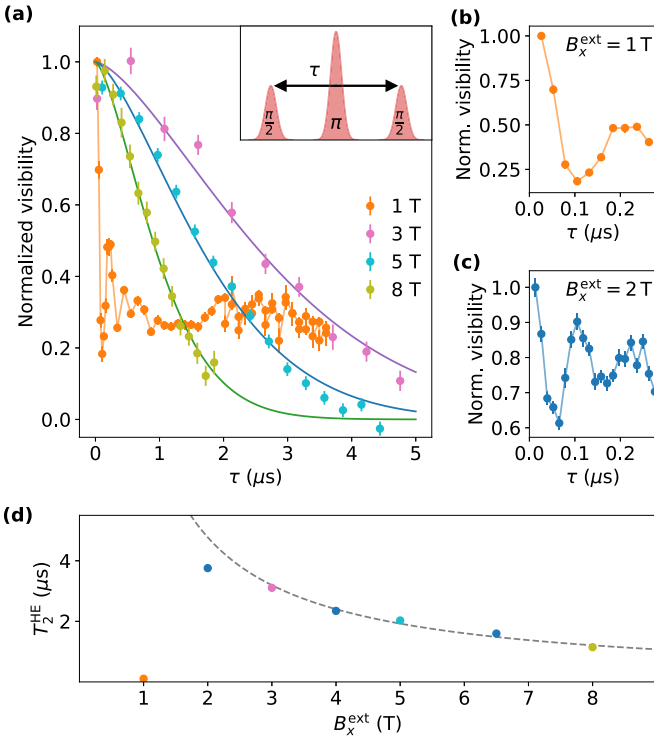 (a)
Normalized visibility
1.0
0.8
0.6
0.4
0.2
0.0
0 1 2 3 4 5
τ (μs)
τ
π/2 π π/2
1 T
3 T
5 T
8 T
(b)
B_x^ext = 1 T
Norm. visibility
1.00
0.75
0.50
0.25
0.0 0.1 0.2
τ (μs)
(c)
B_x^ext = 2 T
Norm. visibility
1.0
0.9
0.8
0.7
0.6
0.0 0.1 0.2
τ (μs)
(d)
T_2^HE (μs)
4
2
1 2 3 4 5 6 7 8
B_x^ext (T)